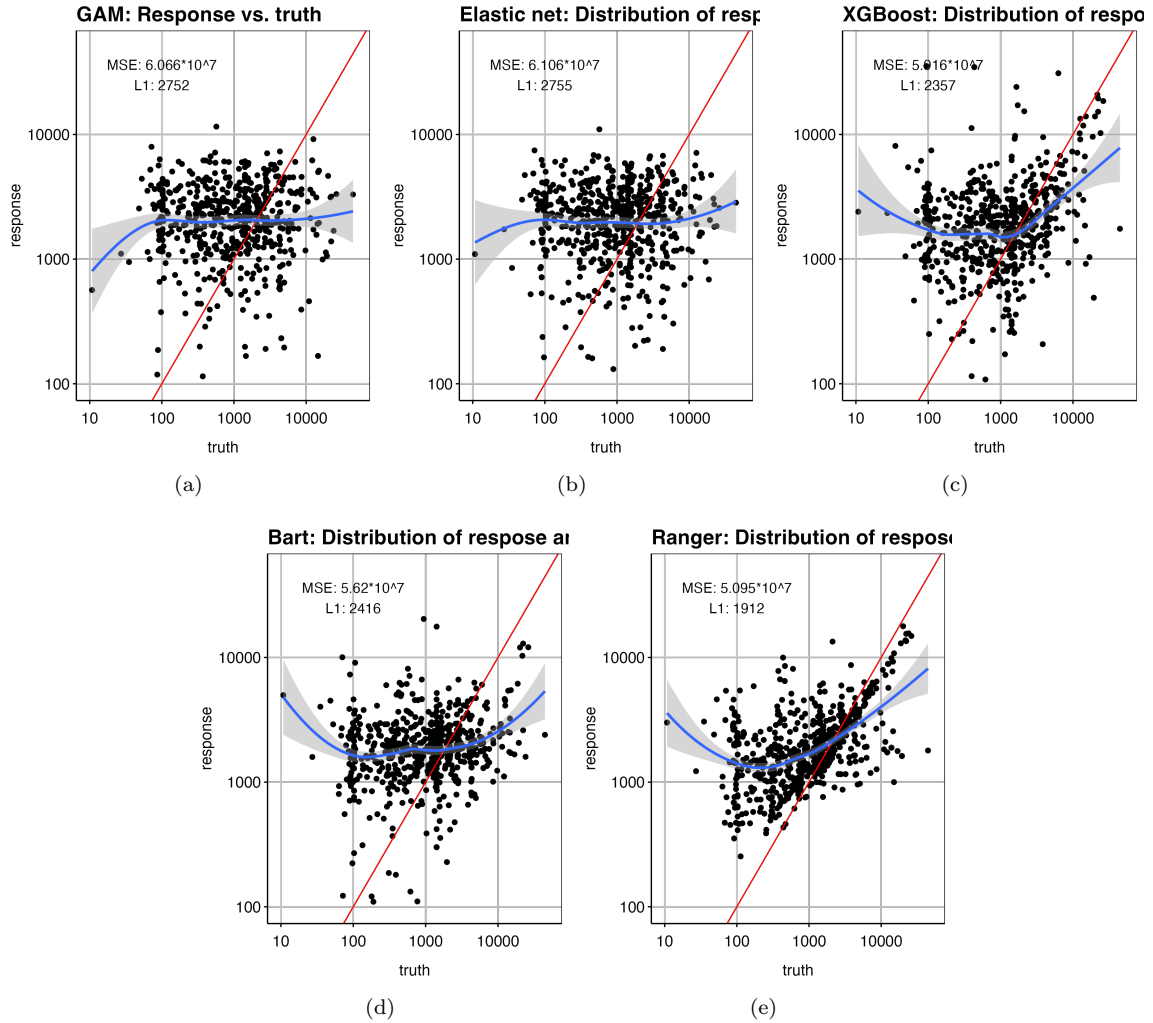 GAM: Response vs. truth
MSE: 6.066*10^7
L1: 2752
10000
1000
100
response
10
100
1000
10000
truth
(a)
Elastic net: Distribution of resp
MSE: 6.106*10^7
L1: 2755
10000
1000
100
response
10
100
1000
10000
truth
(b)
XGBoost: Distribution of respo
L1: 2357
10000
1000
100
response
10
100
1000
10000
truth
(c)
Bart: Distribution of respose ar
MSE: 5.62*10^7
L1: 2416
10000
1000
100
response
10
100
1000
10000
truth
(d)
Ranger: Distribution of respose
MSE: 5.095*10^7
L1: 1912
10000
1000
100
response
10
100
1000
10000
truth
(e)